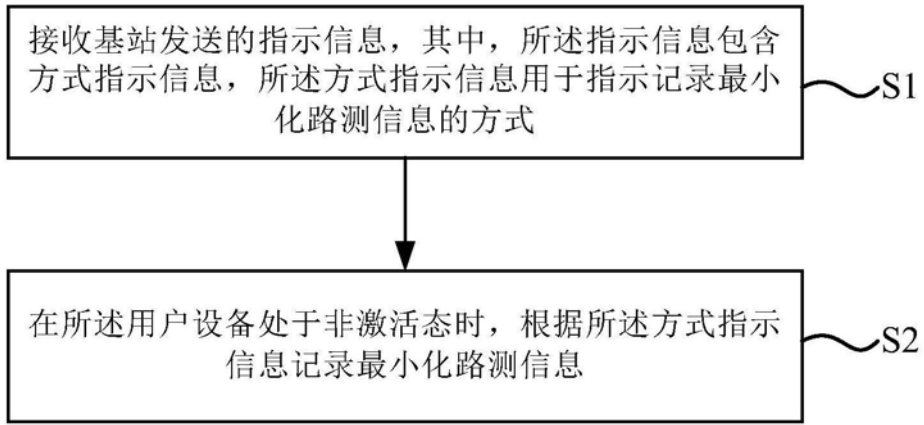 接收基站发送的指示信息，其中，所述指示信息包含
方式指示信息，所述方式指示信息用于指示记录最小
化路测信息的方式
S1
在所述用户设备处于非激活态时，根据所述方式指示
信息记录最小化路测信息
S2